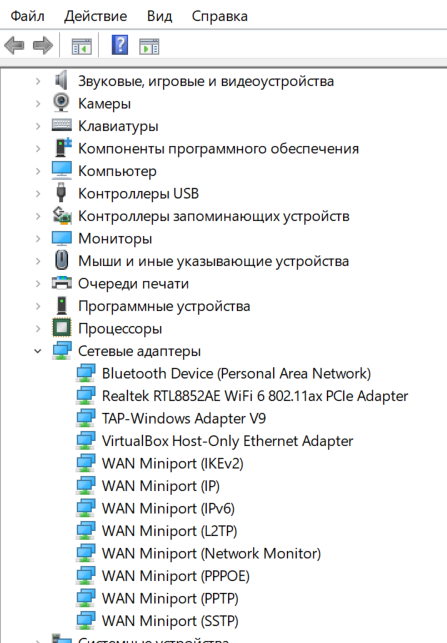 Файл Действие Вид Справка
Звуковые, игровые и видеоустройства
Камеры
Клавиатуры
Компоненты программного обеспечения
Компьютер
Контроллеры USB
Контроллеры запоминающих устройств
Мониторы
Мыши и иные указывающие устройства
Очереди печати
Программные устройства
Процессоры
Сетевые адаптеры
Bluetooth Device (Personal Area Network)
Realtek RTL8852AE WiFi 6 802.11ax PCIe Adapter
TAP-Windows Adapter V9
VirtualBox Host-Only Ethernet Adapter
WAN Miniport (IKEv2)
WAN Miniport (IP)
WAN Miniport (IPv6)
WAN Miniport (L2TP)
WAN Miniport (Network Monitor)
WAN Miniport (PPPOE)
WAN Miniport (PPTP)
WAN Miniport (SSTP)
Системные устройства